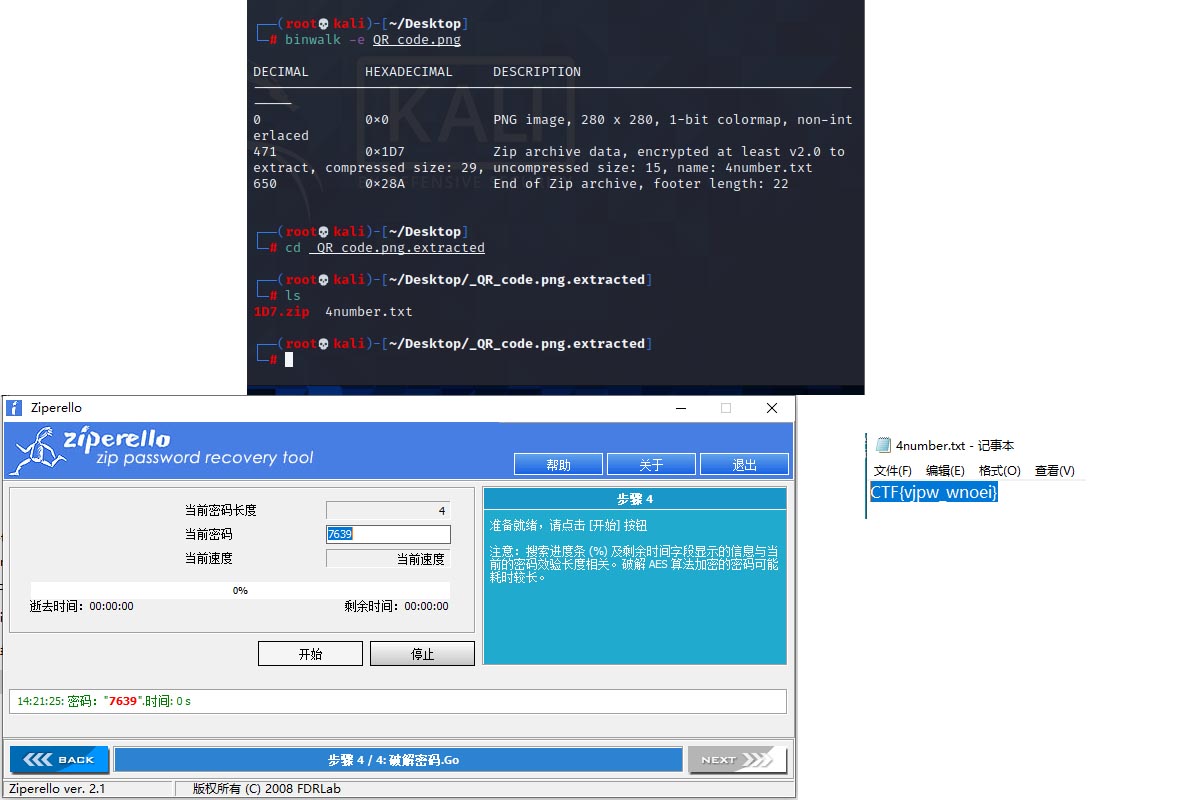 (root💀kali)-[~/Desktop]
# binwalk -e QR_code.png
DECIMAL HEXADECIMAL DESCRIPTION
0 0×0 PNG image, 280 x 280, 1-bit colormap, non-int
erlaced
471 0×1D7 Zip archive data, encrypted at least v2.0 to
extract, compressed size: 29, uncompressed size: 15, name: 4number.txt
650 0×28A End of Zip archive, footer length: 22
(root💀kali)-[~/Desktop]
# cd _QR_code.png.extracted
(root💀kali)-[~/Desktop/_QR_code.png.extracted]
# ls
1D7.zip 4number.txt
(root💀kali)-[~/Desktop/_QR_code.png.extracted]
#
KALI
Ziperello
ziperello
zip password recovery tool
帮助 关于 退出
当前密码长度 4
当前密码 7639
当前速度 当前速度
0%
逝去时间: 00:00:00 剩余时间: 00:00:00
开始 停止
步骤 4
准备就绪，请点击 [开始] 按钮
注意：搜索进度条 (%) 及剩余时间字段显示的信息与当
前的密码效验长度相关。破解 AES 算法加密的密码可能
耗时较长。
14:21:25: 密码："7639".时间: 0 s
BACK 步骤 4 / 4: 破解密码.Go NEXT
Ziperello ver. 2.1 版权所有 (C) 2008 FDRLab
4number.txt - 记事本
文件(F) 编辑(E) 格式(O) 查看(V)
CTF{vjpw_wnoei}